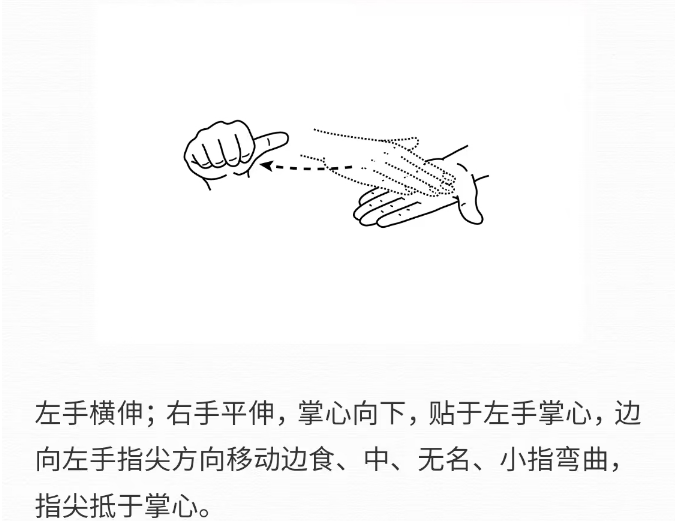 左手横伸；右手平伸，掌心向下，贴于左手掌心，边
向左手指尖方向移动边食、中、无名、小指弯曲，
指尖抵于掌心。